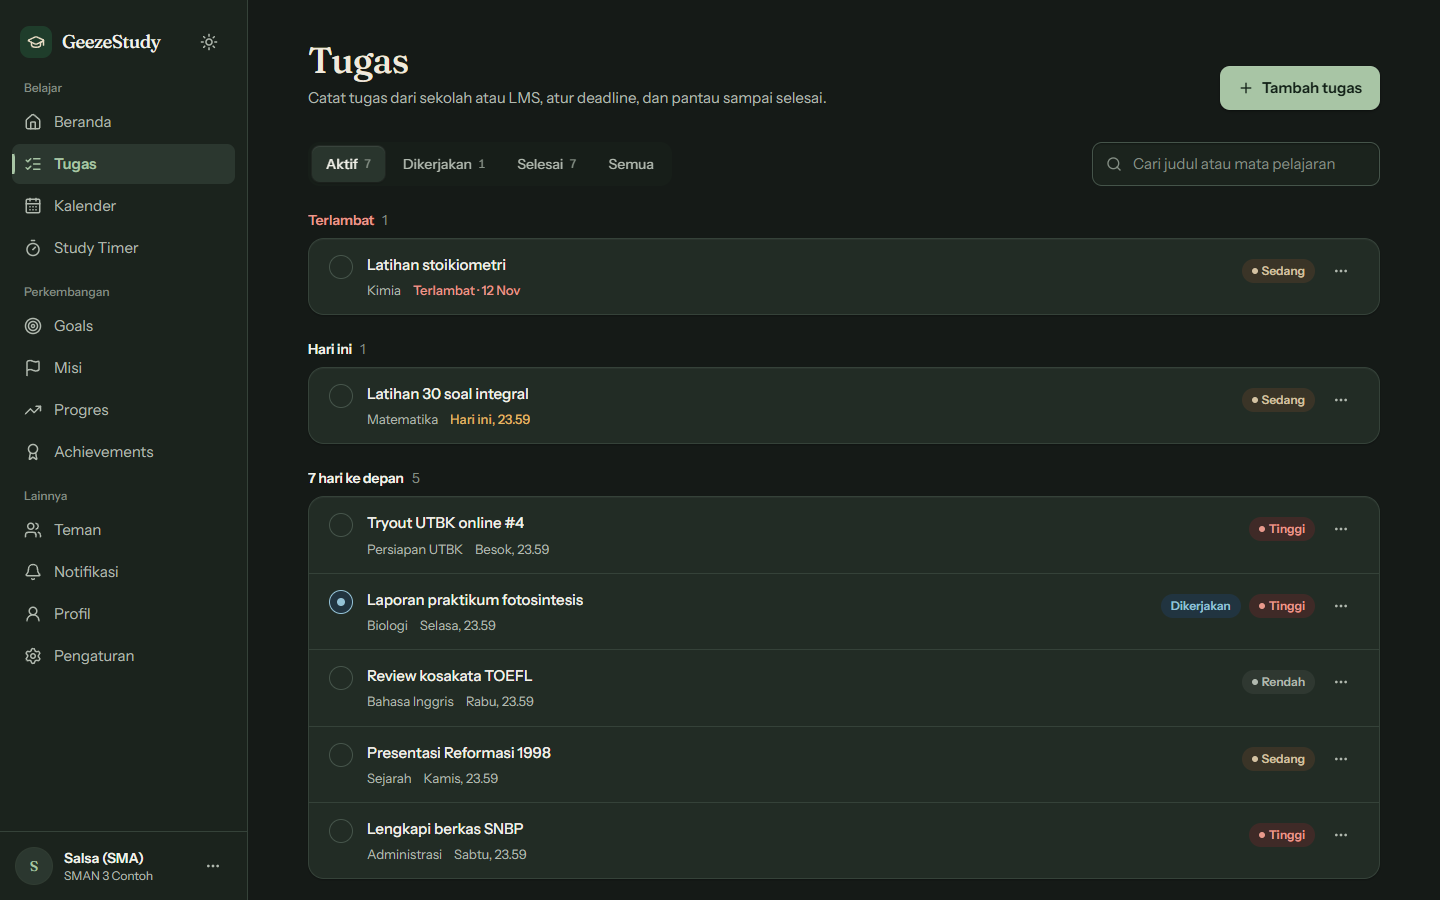 GeezeStudy
Belajar
Beranda
Tugas
Kalender
Study Timer
Perkembangan
Goals
Misi
Progres
Achievements
Lainnya
Teman
Notifikasi
Profil
Pengaturan
S
Salsa (SMA)
SMAN 3 Contoh
Tugas
Catat tugas dari sekolah atau LMS, atur deadline, dan pantau sampai selesai.
+ Tambah tugas
Aktif 7 Dikerjakan 1 Selesai 7 Semua
Cari judul atau mata pelajaran
Terlambat 1
Latihan stoikiometri
Kimia Terlambat · 12 Nov
Sedang
Hari ini 1
Latihan 30 soal integral
Matematika Hari ini, 23.59
Sedang
7 hari ke depan 5
Tryout UTBK online #4
Persiapan UTBK Besok, 23.59
Tinggi
Laporan praktikum fotosintesis
Biologi Selasa, 23.59
Dikerjakan Tinggi
Review kosakata TOEFL
Bahasa Inggris Rabu, 23.59
Rendah
Presentasi Reformasi 1998
Sejarah Kamis, 23.59
Sedang
Lengkapi berkas SNBP
Administrasi Sabtu, 23.59
Tinggi